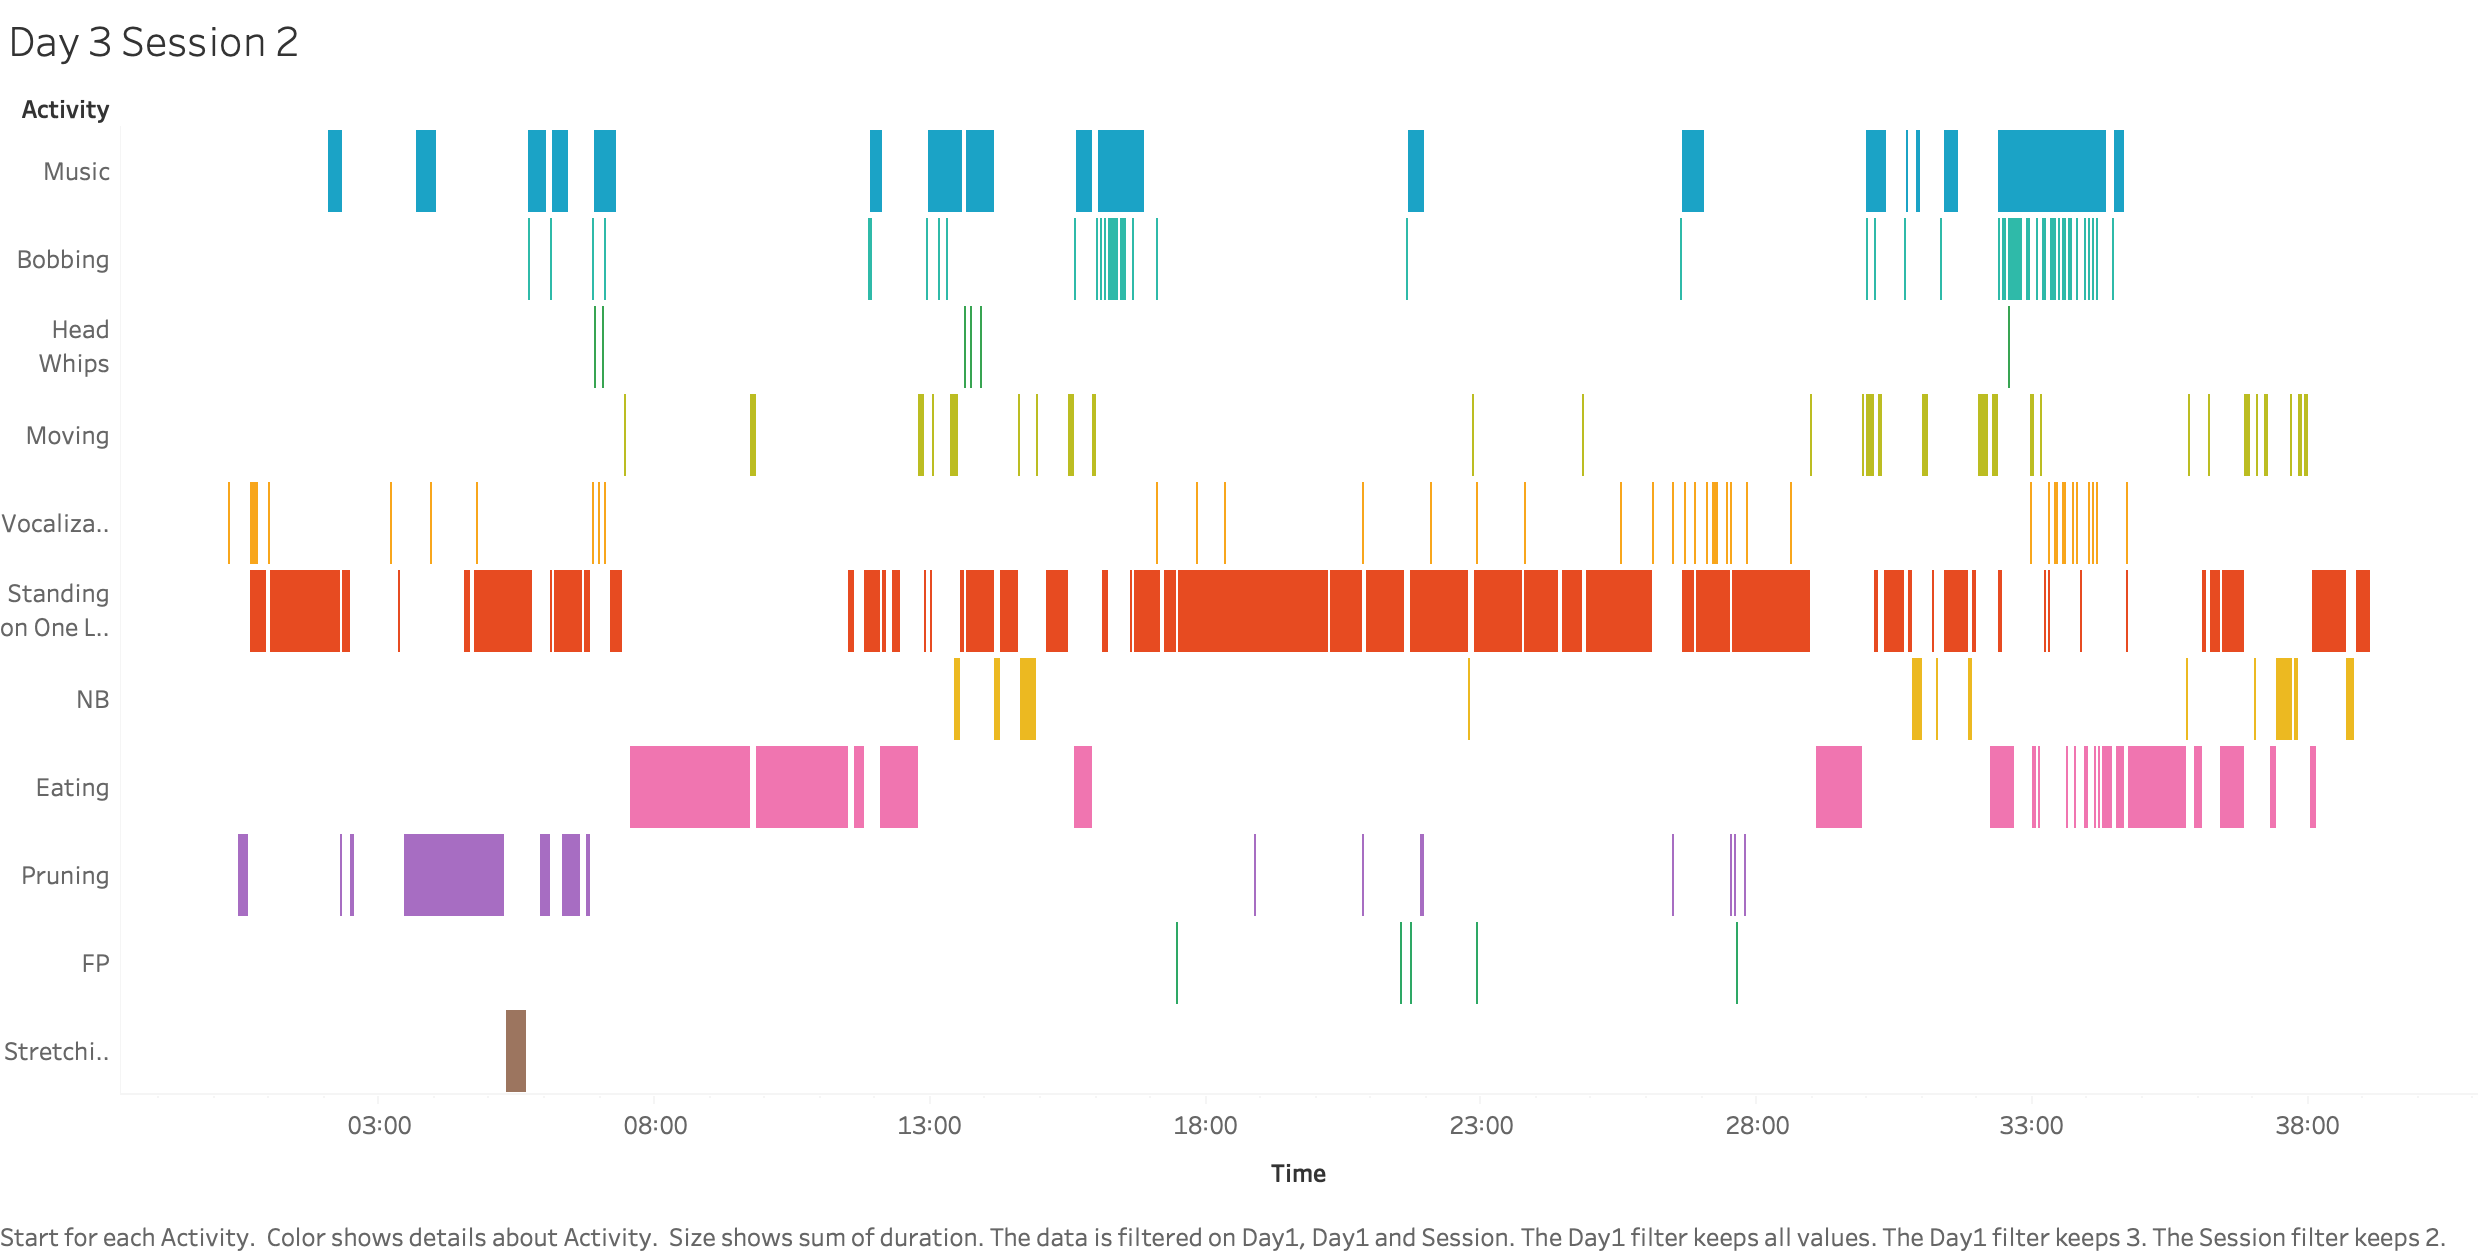 Day 3 Session 2
Activity
Music
Bobbing
Head
Whips
Moving
Vocaliza..
Standing
on One L..
NB
Eating
Pruning
FP
Stretchi..
03:00 08:00 13:00 18:00 23:00 28:00 33:00 38:00
Time
Start for each Activity.  Color shows details about Activity.  Size shows sum of duration. The data is filtered on Day1, Day1 and Session. The Day1 filter keeps all values. The Day1 filter keeps 3. The Session filter keeps 2.